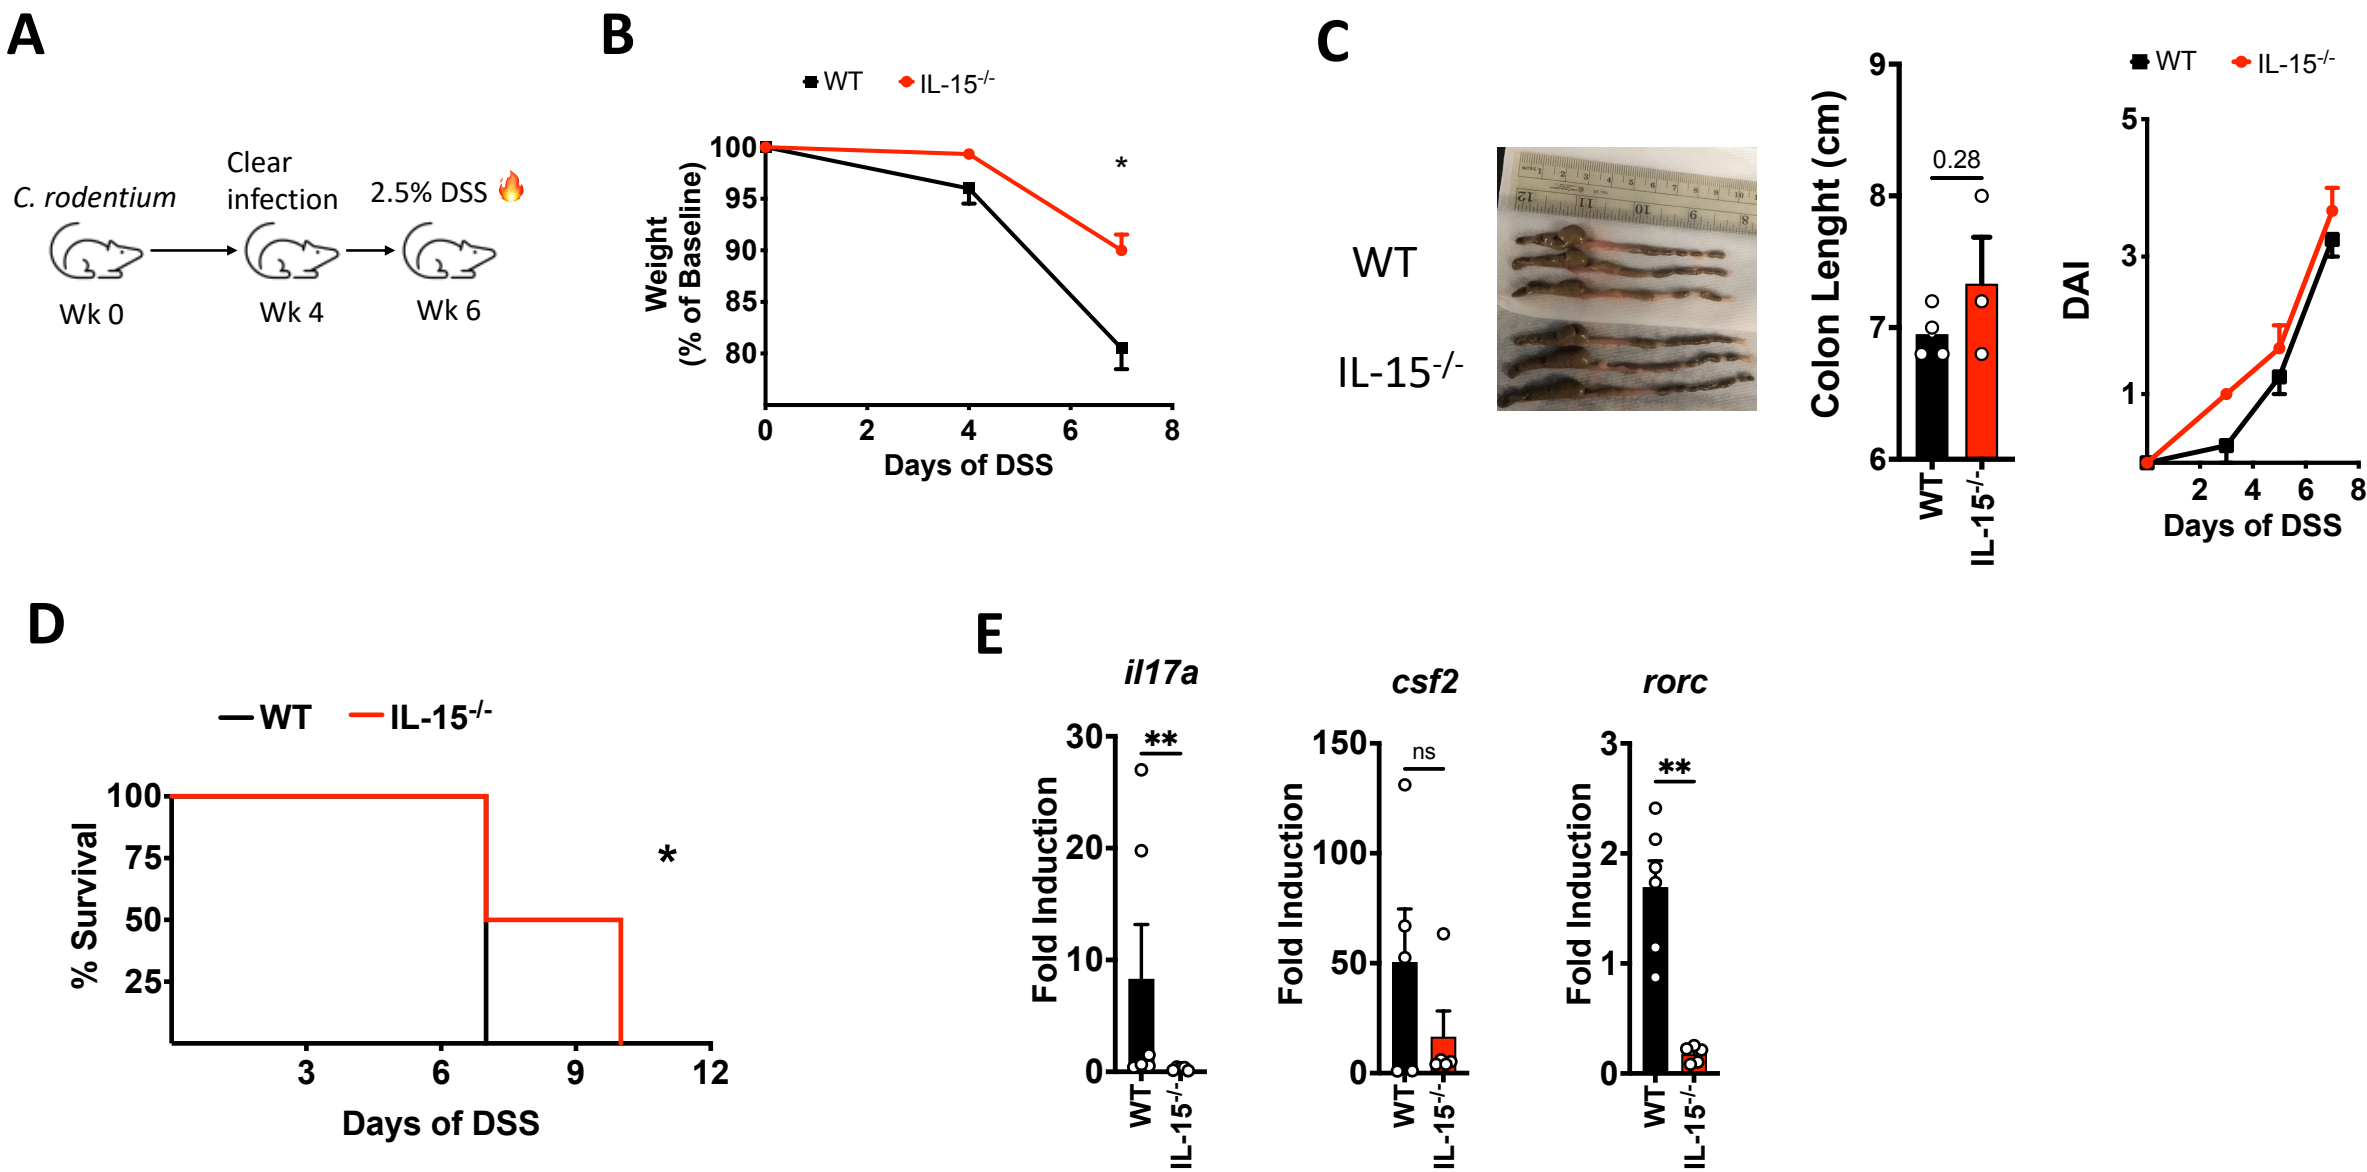 A
C. rodentium
Clear
infection
2.5% DSS
Wk 0
Wk 4
Wk 6
B
WT
IL-15-/-
Weight
(% of Baseline)
100
95
90
85
80
0 2 4 6 8
Days of DSS
*
C
WT
IL-15-/-
Colon Lenght (cm)
9
8
7
6
0.28
WT
IL-15-/-
WT
IL-15-/-
DAI
5
3
1
2 4 6 8
Days of DSS
D
WT
IL-15-/-
% Survival
100
75
50
25
3 6 9 12
Days of DSS
*
E
il17a
Fold Induction
30
20
10
0
**
WT
IL-15-/-
csf2
Fold Induction
150
100
50
0
ns
WT
IL-15-/-
rorc
Fold Induction
3
2
1
0
**
WT
IL-15-/-